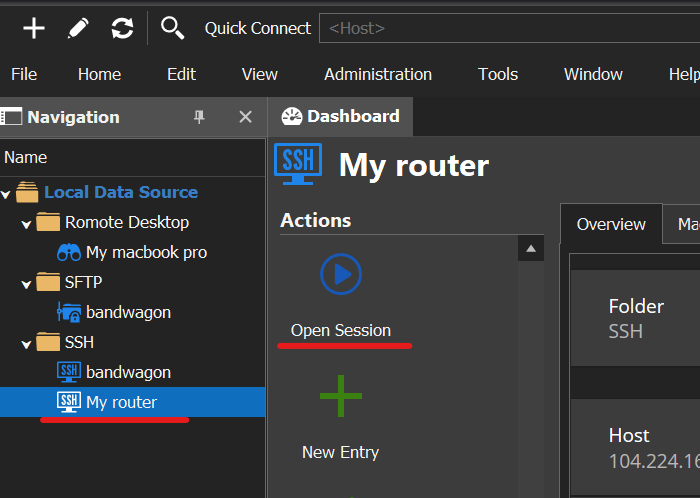 Quick Connect <Host>
File Home Edit View Administration Tools Window Help
Navigation
Name
Local Data Source
Romote Desktop
My macbook pro
SFTP
bandwagon
SSH
SSH bandwagon
SSH My router
Dashboard
SSH My router
Actions
Open Session
New Entry
Overview Ma
Folder
SSH
Host
104.224.16